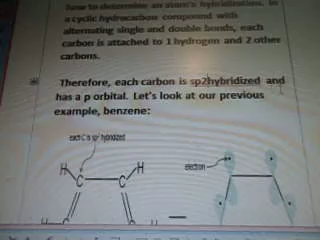 how to determine an atom's hybridization. In
a cyclic hydrocarbon compound with
alternating single and double bonds, each
carbon is attached to 1 hydrogen and 2 other
carbons.
Therefore, each carbon is sp2hybridized and
has a p orbital. Let's look at our previous
example, benzene:
each C is sp² hybridized
electron
H H
C C
H H